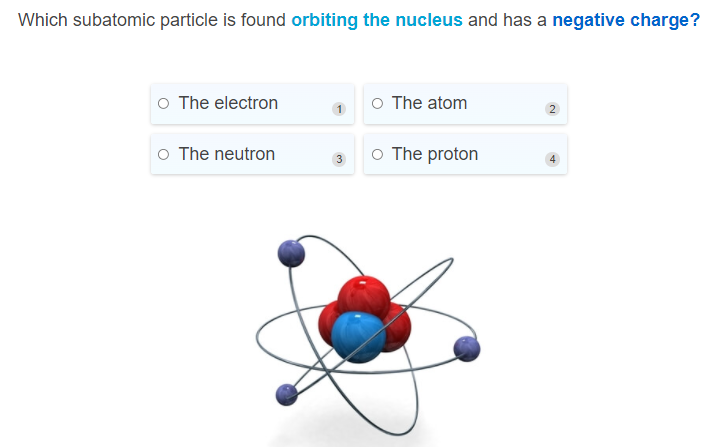 Which subatomic particle is found orbiting the nucleus and has a negative charge?
The electron 1 The atom 2
The neutron 3 The proton 4